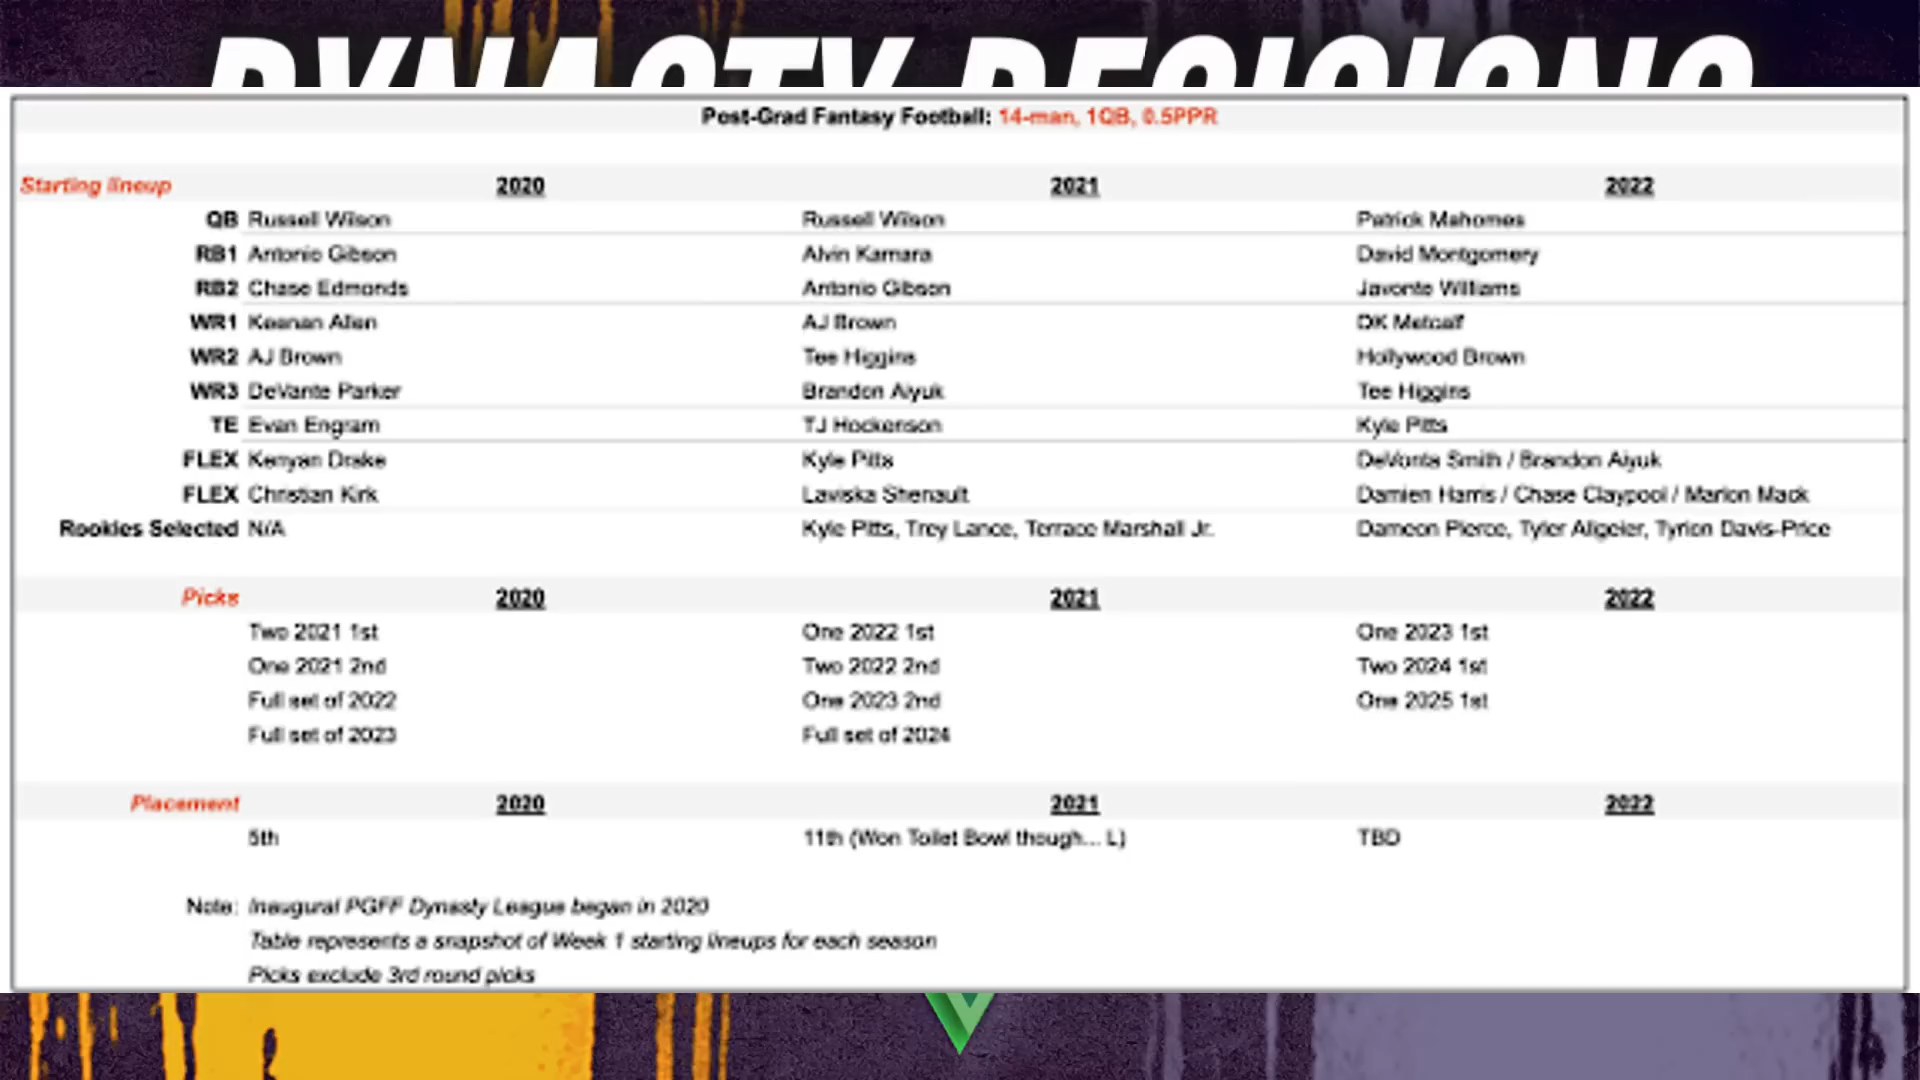 DYNASTY DECISIONS
Post-Grad Fantasy Football: 14-man, 1QB, 0.5PPR
Starting lineup 2020 2021 2022
QB Russell Wilson Russell Wilson Patrick Mahomes
RB1 Antonio Gibson Alvin Kamara David Montgomery
RB2 Chase Edmonds Antonio Gibson Javonte Williams
WR1 Keenan Allen AJ Brown DK Metcalf
WR2 AJ Brown Tee Higgins Hollywood Brown
WR3 DeVante Parker Brandon Aiyuk Tee Higgins
TE Evan Engram TJ Hockenson Kyle Pitts
FLEX Kenyan Drake Kyle Pitts DeVonta Smith / Brandon Aiyuk
FLEX Christian Kirk Laviska Shenault Damien Harris / Chase Claypool / Marlon Mack
Rookies Selected N/A Kyle Pitts, Trey Lance, Terrace Marshall Jr. Dameon Pierce, Tyler Allgeier, Tyrion Davis-Price
Picks 2020 2021 2022
Two 2021 1st One 2022 1st One 2023 1st
One 2021 2nd Two 2022 2nd Two 2024 1st
Full set of 2022 One 2023 2nd One 2025 1st
Full set of 2023 Full set of 2024
Placement 2020 2021 2022
5th 11th (Won Toilet Bowl though... L) TBD
Note: Inaugural PGFF Dynasty League began in 2020
Table represents a snapshot of Week 1 starting lineups for each season
Picks exclude 3rd round picks